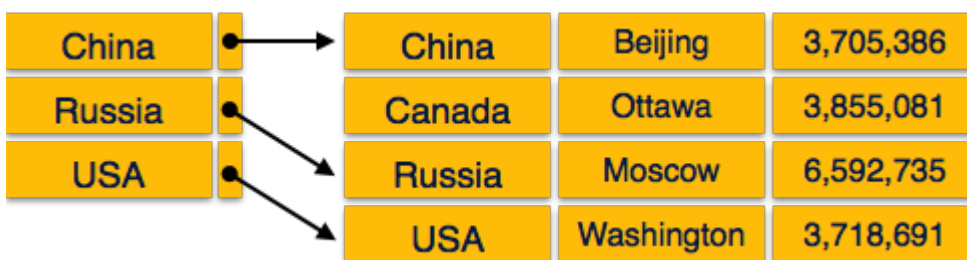 China China Beijing 3,705,386
Russia Canada Ottawa 3,855,081
USA Russia Moscow 6,592,735
USA Washington 3,718,691